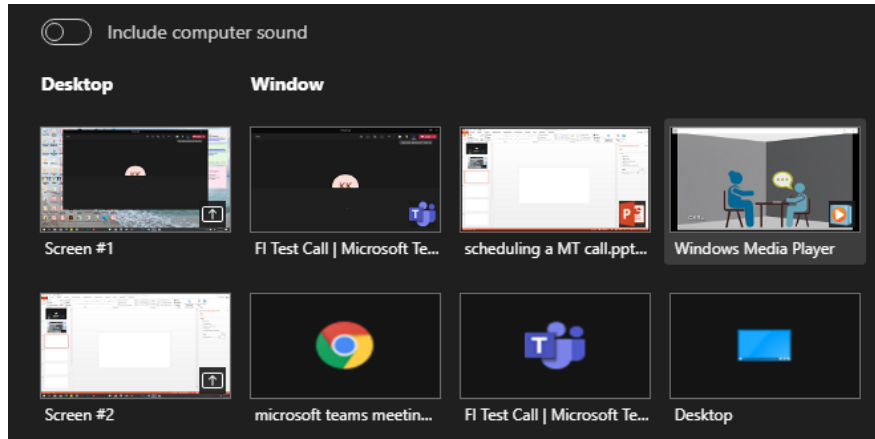 Include computer sound
Desktop
Window
Screen #1
FI Test Call | Microsoft Te...
scheduling a MT call.ppt...
Windows Media Player
Screen #2
microsoft teams meetin...
FI Test Call | Microsoft Te...
Desktop